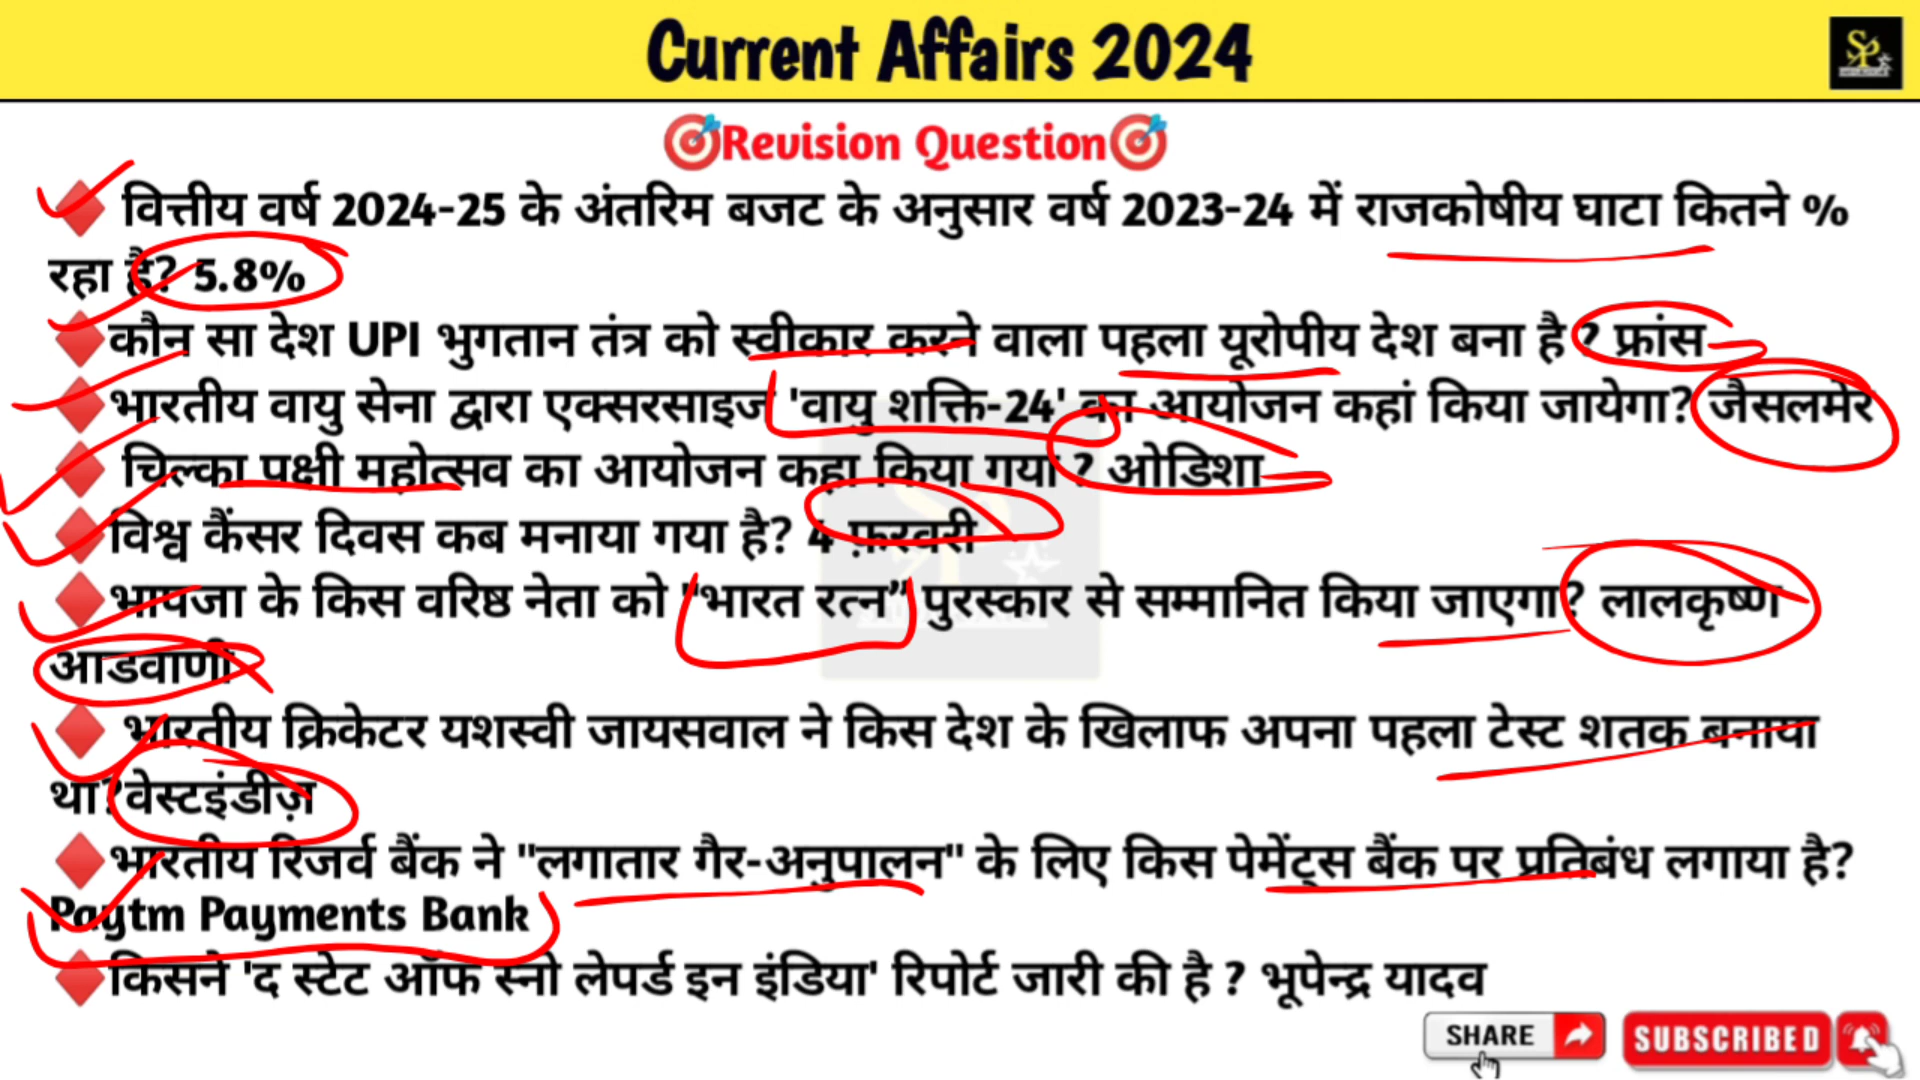 Current Affairs 2024
Revision Question
वित्तीय वर्ष 2024-25 के अंतरिम बजट के अनुसार वर्ष 2023-24 में राजकोषीय घाटा कितने %
रहा है? 5.8%
कौन सा देश UPI भुगतान तंत्र को स्वीकार करने वाला पहला यूरोपीय देश बना है ? फ्रांस
भारतीय वायु सेना द्वारा एक्सरसाइज 'वायु शक्ति-24' का आयोजन कहां किया जायेगा? जैसलमेर
चिल्का पक्षी महोत्सव का आयोजन कहा किया गया ? ओडिशा
विश्व कैंसर दिवस कब मनाया गया है? 4 फ़रवरी
भापजा के किस वरिष्ठ नेता को "भारत रत्न” पुरस्कार से सम्मानित किया जाएगा? लालकृष्ण
आडवाणी
भारतीय क्रिकेटर यशस्वी जायसवाल ने किस देश के खिलाफ अपना पहला टेस्ट शतक बनाया
था?वेस्टइंडीज़
भारतीय रिजर्व बैंक ने "लगातार गैर-अनुपालन" के लिए किस पेमेंट्स बैंक पर प्रतिबंध लगाया है?
Paytm Payments Bank
किसने 'द स्टेट ऑफ स्नो लेपर्ड इन इंडिया' रिपोर्ट जारी की है ? भूपेन्द्र यादव
SHARE
SUBSCRIBED